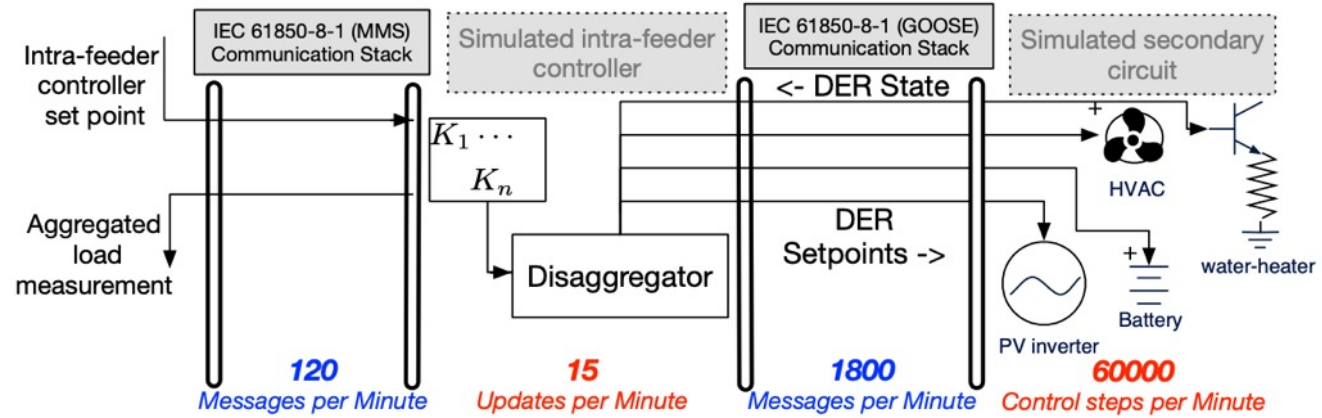 IEC 61850-8-1 (MMS)
Communication Stack
Simulated intra-feeder
controller
IEC 61850-8-1 (GOOSE)
Communication Stack
Simulated secondary
circuit
Intra-feeder
controller
set point
<- DER State
K1 ···
Kn
+
HVAC
Aggregated
load
measurement
Disaggregator
DER
Setpoints ->
+
water-heater
Battery
PV inverter
120
Messages per Minute
15
Updates per Minute
1800
Messages per Minute
60000
Control steps per Minute